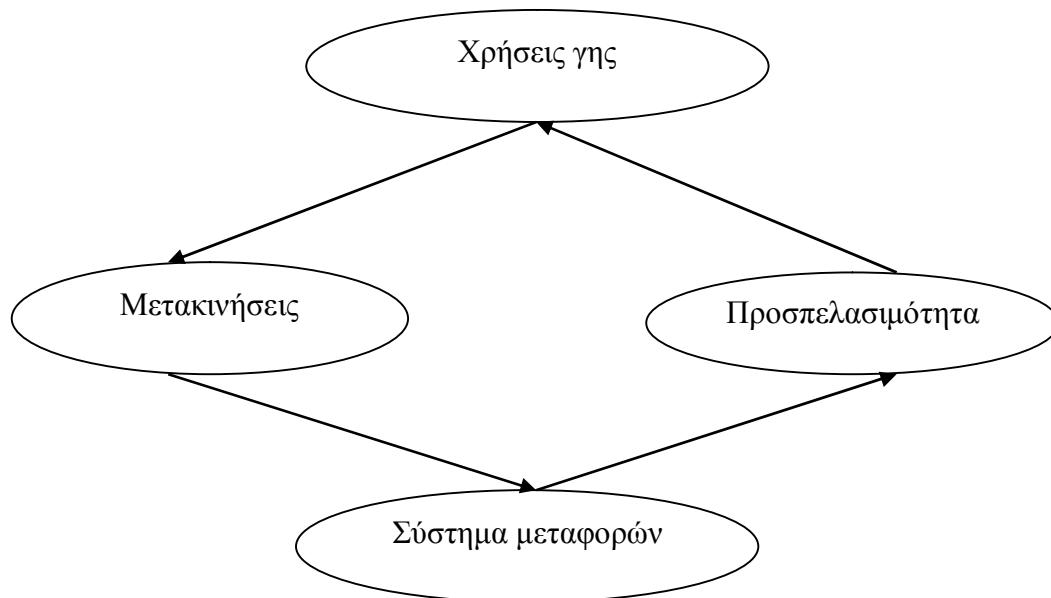 Χρήσεις γης
Μετακινήσεις
Προσπελασιμότητα
Σύστημα μεταφορών